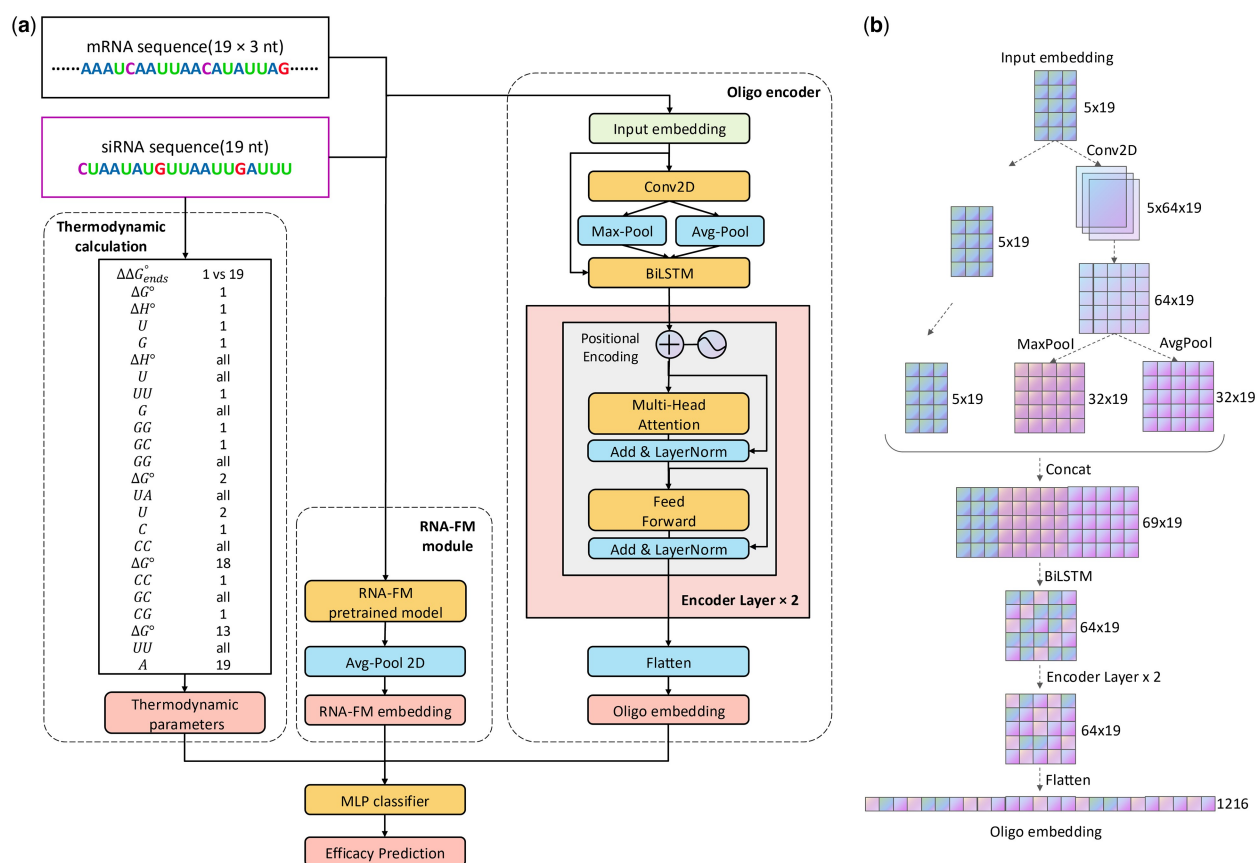 (a)
mRNA sequence(19 × 3 nt)
······AAAUCAAUUAACAUAUUAG······
siRNA sequence(19 nt)
CUAAUAUGUUAAUUGAUUU
Thermodynamic
calculation
ΔΔG°ends 1 vs 19
ΔG° 1
ΔH° 1
U 1
G 1
ΔH° all
U all
UU 1
G all
GG 1
GC 1
GG all
ΔG° 2
UA all
U 2
C 1
CC all
ΔG° 18
CC 1
GC all
CG 1
ΔG° 13
UU all
A 19
Thermodynamic
parameters
RNA-FM
module
RNA-FM
pretrained model
Avg-Pool 2D
RNA-FM embedding
Oligo encoder
Input embedding
Conv2D
Max-Pool
Avg-Pool
BiLSTM
Positional
Encoding
Multi-Head
Attention
Add & LayerNorm
Feed
Forward
Add & LayerNorm
Encoder Layer × 2
Flatten
Oligo embedding
MLP classifier
Efficacy Prediction
(b)
Input embedding
5x19
Conv2D
5x64x19
5x19
64x19
MaxPool
AvgPool
5x19
32x19
32x19
Concat
69x19
BiLSTM
64x19
Encoder Layer x 2
64x19
Flatten
1216
Oligo embedding